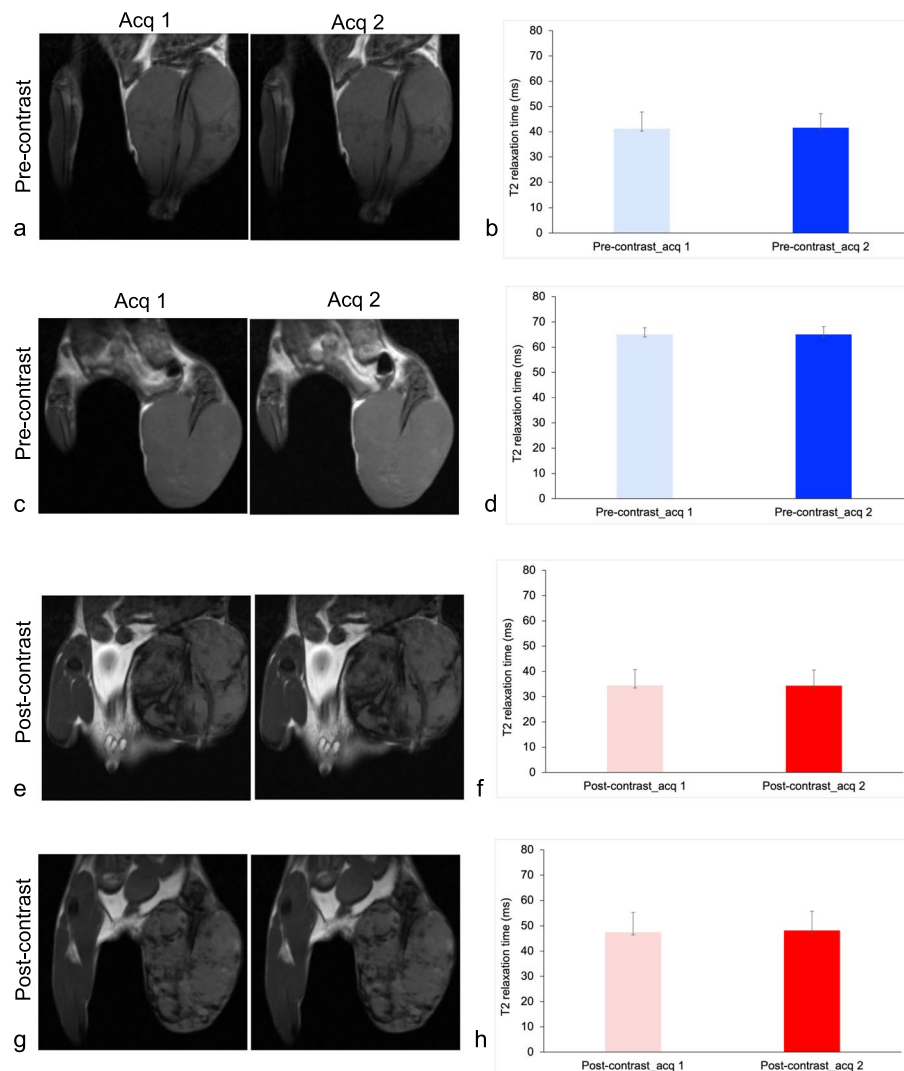 Acq 1
Acq 2
Pre-contrast
a
b
T2 relaxation time (ms)
80
70
60
50
40
30
20
10
0
Pre-contrast_acq 1
Pre-contrast_acq 2
Acq 1
Acq 2
Pre-contrast
c
d
T2 relaxation time (ms)
80
70
60
50
40
30
20
10
0
Pre-contrast_acq 1
Pre-contrast_acq 2
Post-contrast
e
f
T2 relaxation time (ms)
80
70
60
50
40
30
20
10
0
Post-contrast_acq 1
Post-contrast_acq 2
Post-contrast
g
h
T2 relaxation time (ms)
80
70
60
50
40
30
20
10
0
Post-contrast_acq 1
Post-contrast_acq 2